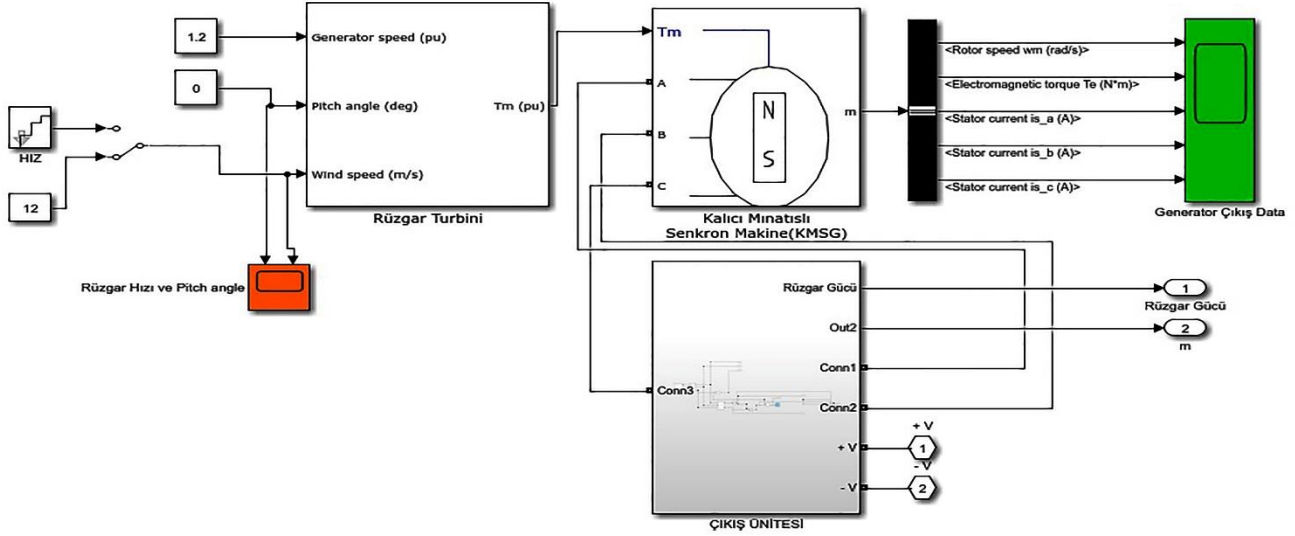 1.2
Generator speed (pu)
0
Pitch angle (deg)
Tm (pu)
HIZ
12
Wind speed (m/s)
Rüzgar Turbini
Rüzgar Hızı ve Pitch angle
Tm
A
B
C
N
S
m
Kalıcı Mınatıslı
Senkron Makine(KMSG)
<Rotor speed wm (rad/s)>
<Electromagnetic torque Te (N*m)>
<Stator current is_a (A)>
<Stator current is_b (A)>
<Stator current is_c (A)>
Generator Çıkış Data
Rüzgar Gücü
Out2
Conn1
Conn3
Conn2
+ V
- V
ÇIKIŞ ÜNİTESİ
1
Rüzgar Gücü
2
m
+ V
1
- V
2